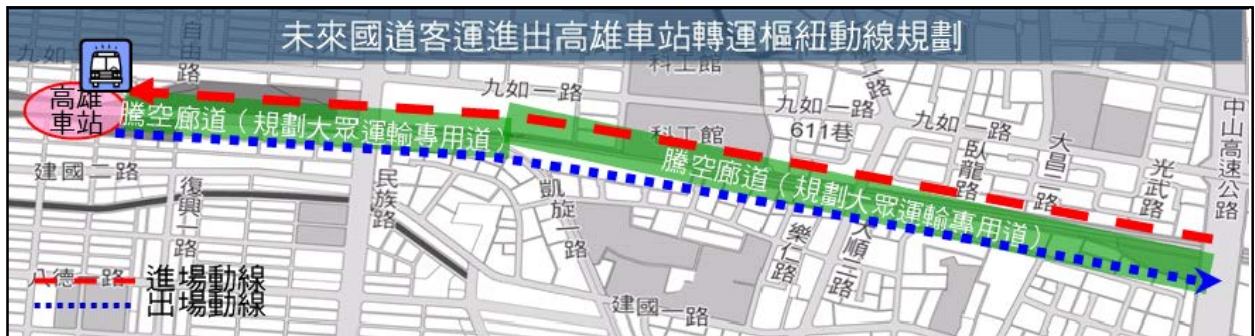 未來國道客運進出高雄車站轉運樞紐動線規劃
九如
自由
路
科工館
高雄
車站
九如一路
騰空廊道(規劃大眾運輸專用道)
科工館
九如一路
611巷
九如一路
騰空廊道(規劃大眾運輸專用道)
臥龍路
大昌二路
光武路
中山高速公路
建國二路
復興一路
民族路
凱旋二路
樂仁路
大順二路
建國一路
八德一路
進場動線
出場動線